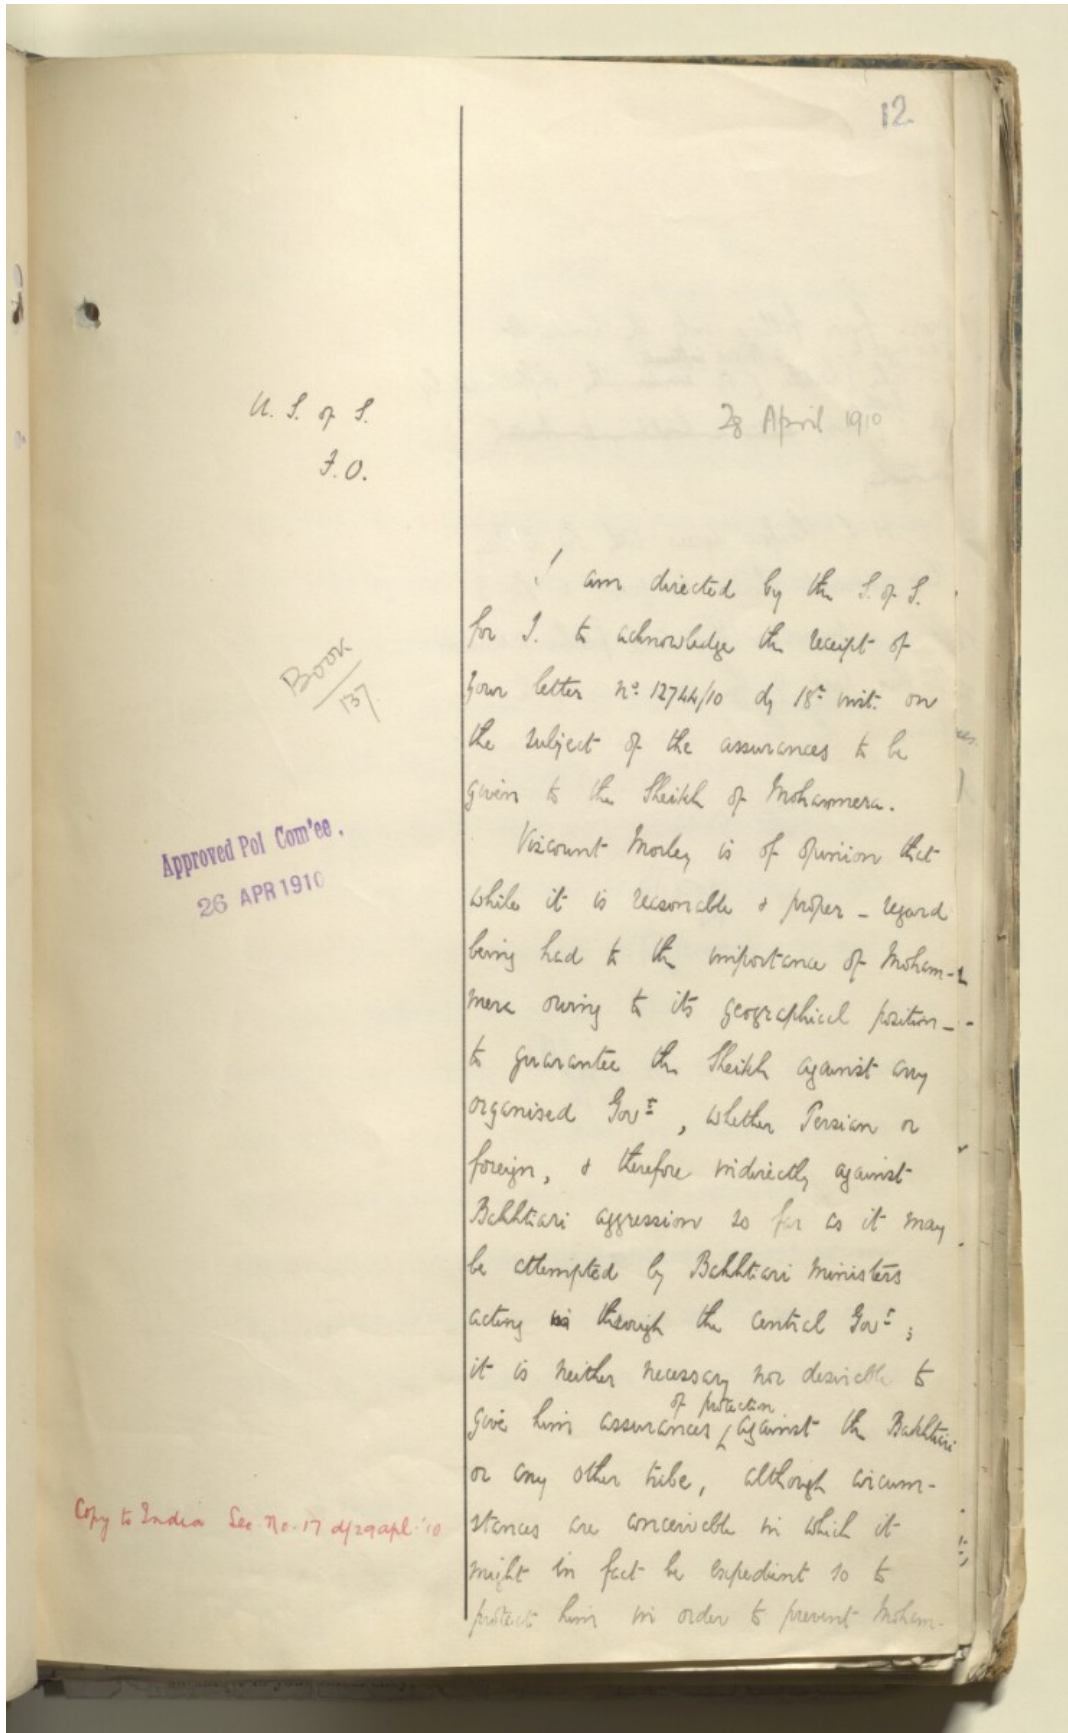 12
U. S. of S.
F.O.
28 April 1910
Book
137.
Approved Pol Com'ee.
26 APR 1910
Copy to India Sec. No. 17 d/29 apl. '10
I am directed by the S. of S.
for I. to acknowledge the receipt of
your letter no. 12744/10 d/ 18th inst. on
the subject of the assurances to be
given to the Sheikh of Mohammera.
Viscount Morley is of opinion that
while it is reasonable & proper – regard
being had to the importance of Moham-
mera owing to its geographical position –
to guarantee the Sheikh against any
organised Govt, whether Persian or
foreign, & therefore indirectly against
Bakhtiari aggression so far as it may
be attempted by Bakhtiari ministers
acting through the central Govt;
it is neither necessary nor desirable to
of protection
give him assurances against the Bakhtiari
or any other tribe, although circum-
stances are conceivable in which it
might in fact be expedient so to
protect him in order to prevent Moham-